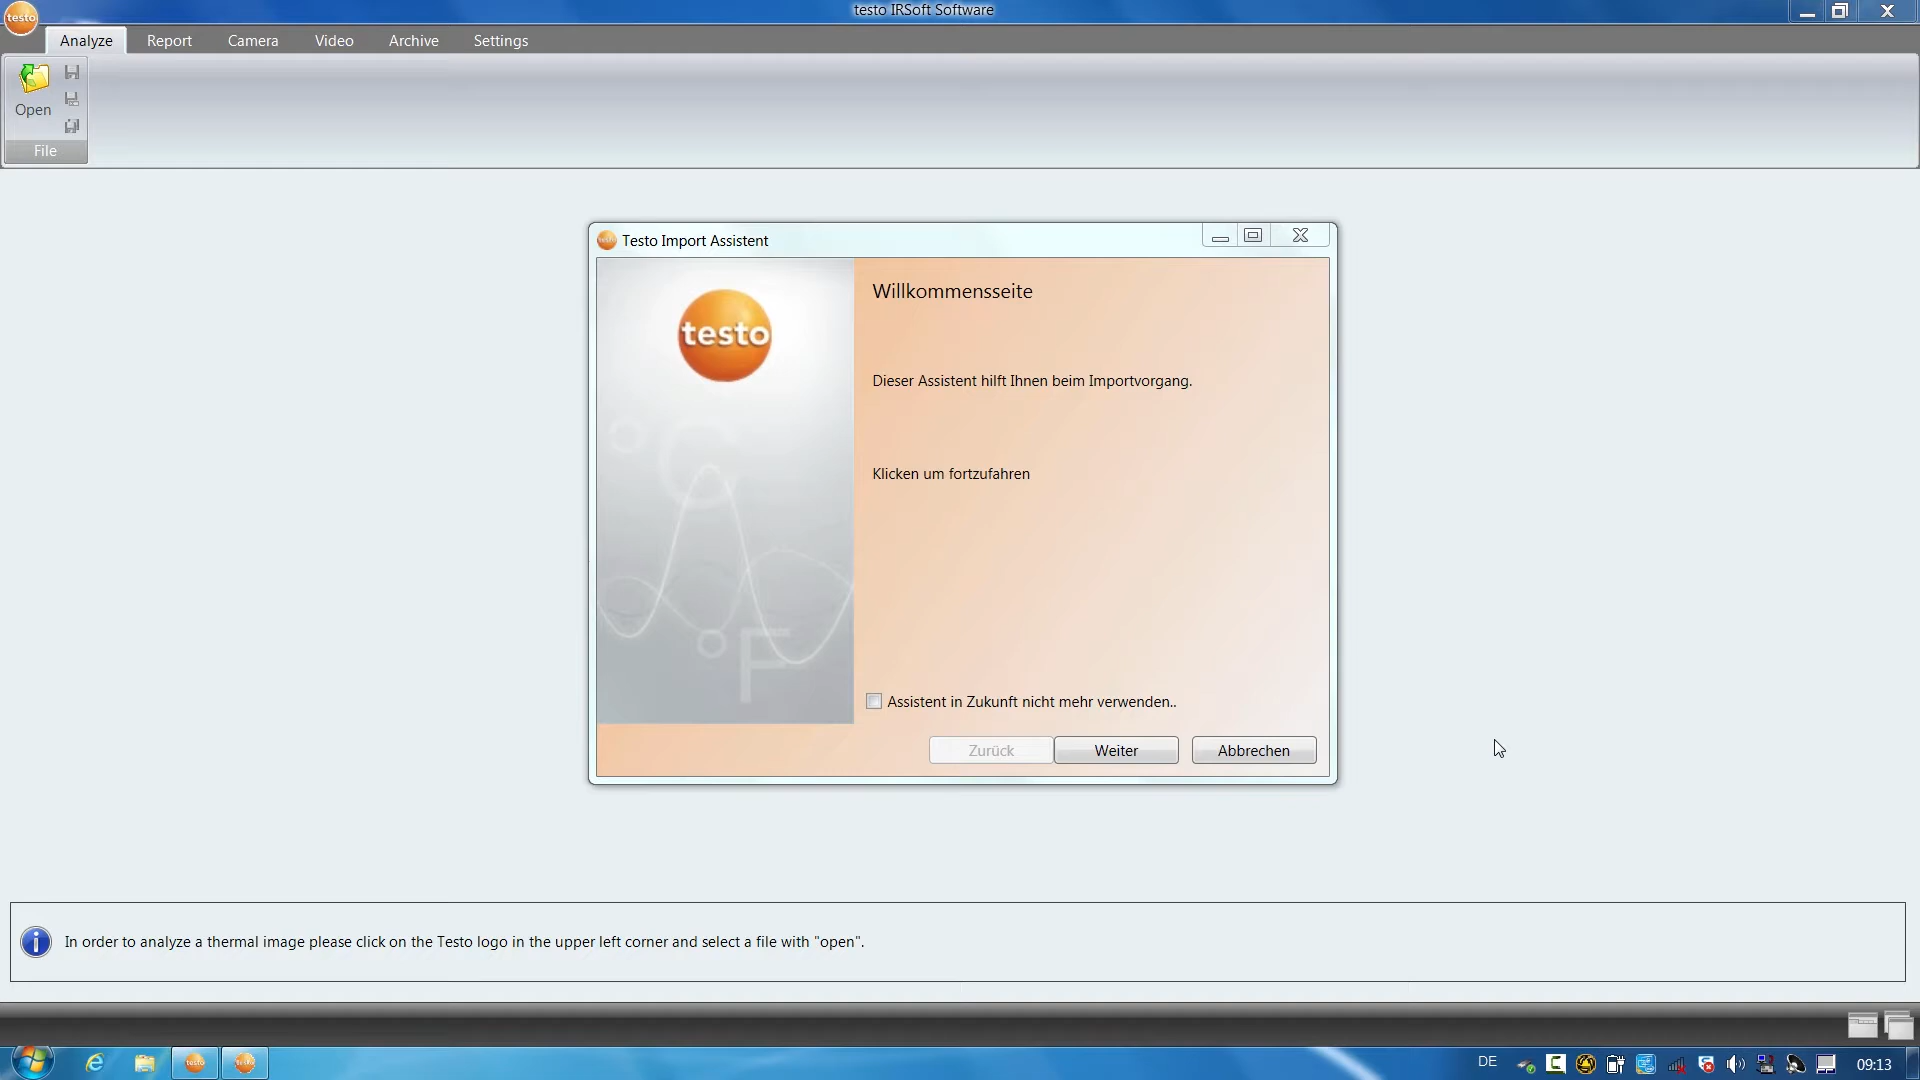 testo IRSoft Software
testo
Analyze
Report
Camera
Video
Archive
Settings
Open
File
Testo Import Assistent
testo
Willkommensseite
Dieser Assistent hilft Ihnen beim Importvorgang.
Klicken um fortzufahren
°C
°F
Assistent in Zukunft nicht mehr verwenden..
Zurück
Weiter
Abbrechen
In order to analyze a thermal image please click on the Testo logo in the upper left corner and select a file with "open".
testo
testo
DE
09:13